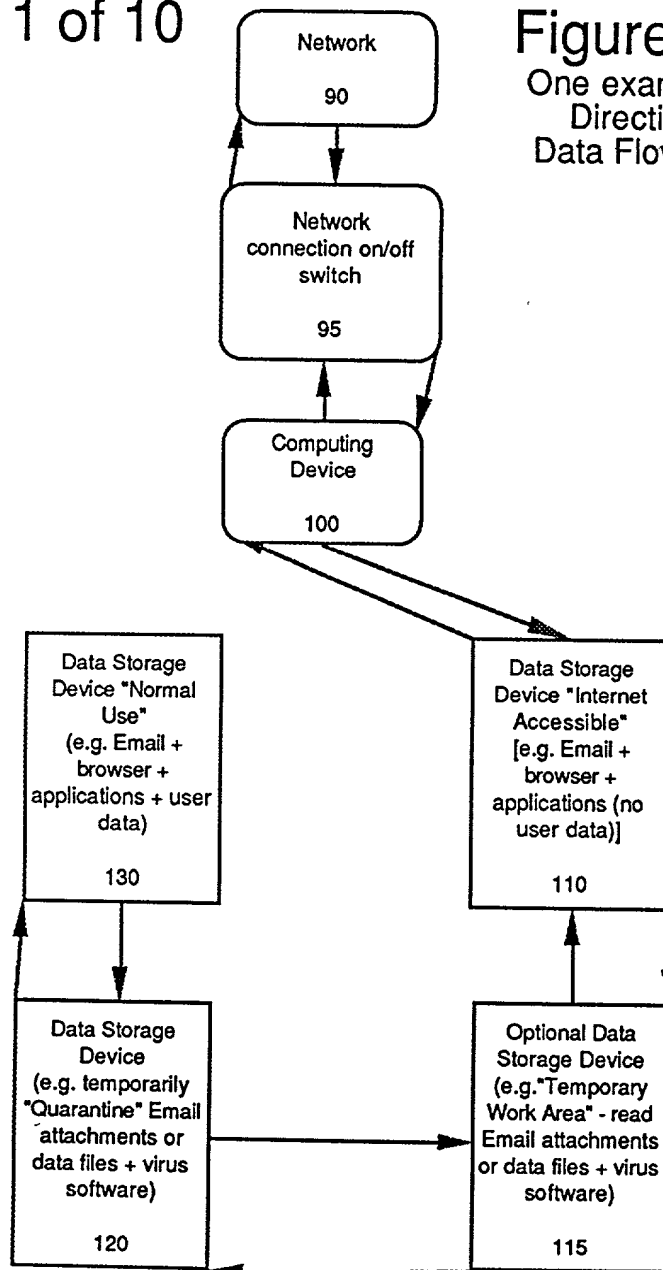 1 of 10
Figure
One exar
Directi
Data Flov
Network
90
Network
connection on/off
switch
95
Computing
Device
100
Data Storage
Device "Normal
Use"
(e.g. Email +
browser +
applications + user
data)
130
Data Storage
Device "Internet
Accessible"
[e.g. Email +
browser +
applications (no
user data)]
110
Data Storage
Device
(e.g. temporarily
"Quarantine" Email
attachments or
data files + virus
software)
120
Optional Data
Storage Device
(e.g."Temporary
Work Area" - read
Email attachments
or data files + virus
software)
115